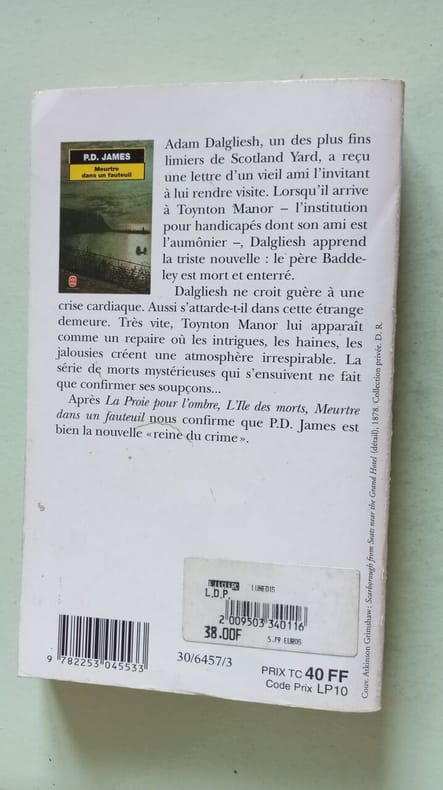 P.D. JAMES
Meurtre
dans un fauteuil
Adam Dalgliesh, un des plus fins
limiers de Scotland Yard, a reçu
une lettre d'un vieil ami l'invitant
à lui rendre visite. Lorsqu'il arrive
à Toynton Manor – l'institution
pour handicapés dont son ami est
l'aumônier –, Dalgliesh apprend
la triste nouvelle : le père Badde-
ley est mort et enterré.
Dalgliesh ne croit guère à une
crise cardiaque. Aussi s'attarde-t-il dans cette étrange
demeure. Très vite, Toynton Manor lui apparaît
comme un repaire où les intrigues, les haines, les
jalousies créent une atmosphère irrespirable. La
série de morts mystérieuses qui s'ensuivent ne fait
que confirmer ses soupçons...
Après La Proie pour l'ombre, L'Ile des morts, Meurtre
dans un fauteuil nous confirme que P.D. James est
bien la nouvelle « reine du crime ».
Couv. Atkinson Grimshaw : Scarborough from Seats near the Grand Hotel (détail), 1878. Collection privée. D. R.
E.LECLERC
L.D.P.
2 009503 340116
38.00F
5.79 EUROS
9 782253 045533
30/6457/3
PRIX TC 40 FF
Code Prix LP10